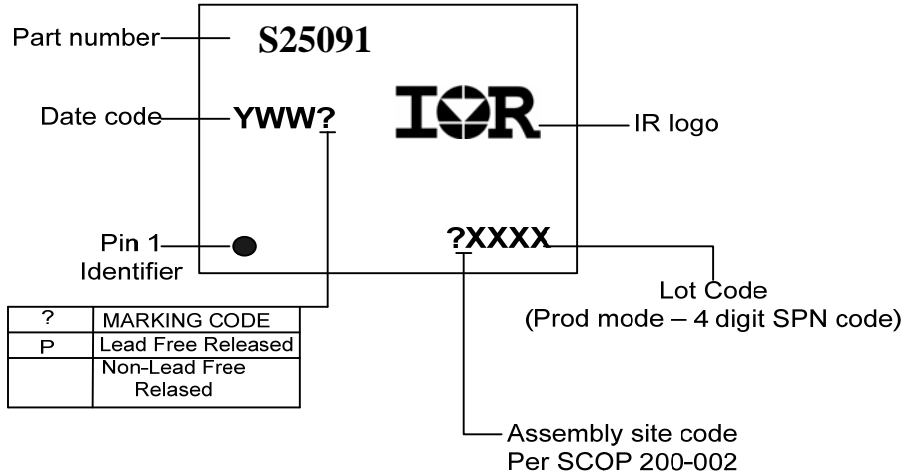 Part number
S25091
Date code
YWW?
IOR
IR logo
Pin 1
Identifier
?XXXX
Lot Code
(Prod mode – 4 digit SPN code)
? MARKING CODE
P Lead Free Released
Non-Lead Free
Relased
Assembly site code
Per SCOP 200-002